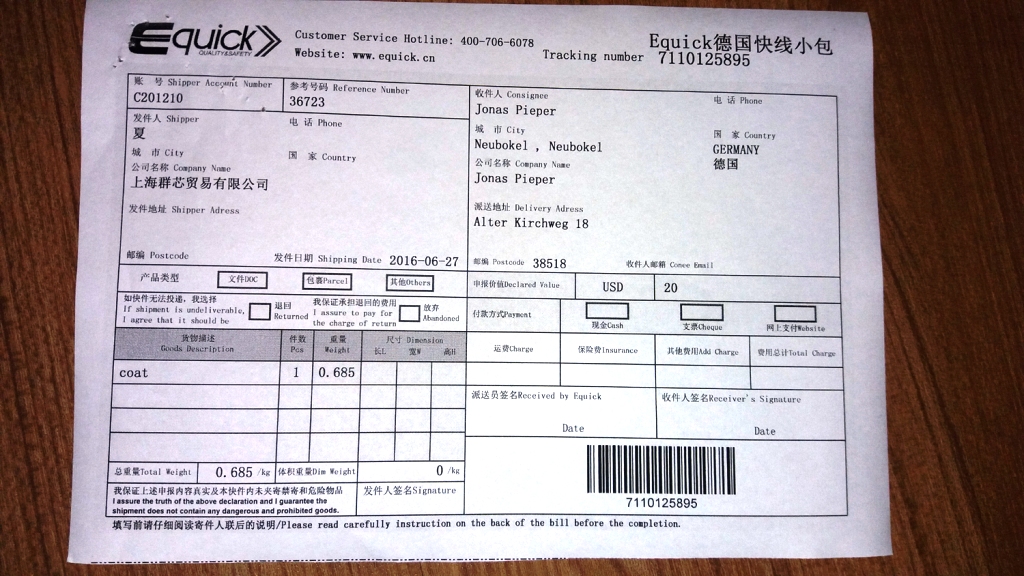 Equick
QUALITY&SAFETY
Customer Service Hotline: 400-706-6078
Website: www.equick.cn
Tracking number
Equick德国快线小包
7110125895
账 号 Shipper Account Number
C201210
参考号码 Reference Number
36723
发件人 Shipper
夏
电 话 Phone
城 市 City
国 家 Country
公司名称 Company Name
上海群芯贸易有限公司
发件地址 Shipper Adress
邮编 Postcode
发件日期 Shipping Date 2016-06-27
收件人 Consignee
Jonas Pieper
电 话 Phone
城 市 City
Neubokel , Neubokel
国 家 Country
GERMANY
德国
公司名称 Company Name
Jonas Pieper
派送地址 Delivery Adress
Alter Kirchweg 18
邮编 Postcode 38518
收件人邮箱 Conee Email
产品类型
文件DOC
包裹Parcel
其他Others
申报价值Declared Value
USD
20
如快件无法投递，我选择
If shipment is undeliverable,
I agree that it should be
退回
Returned
我保证承担退回的费用
I assure to pay for
the charge of return
放弃
Abandoned
付款方式Payment
现金Cash
支票Cheque
网上支付Website
货物描述
Goods Description
件数
Pcs
重量
Weight
尺寸 Dimension
长L 宽W 高H
运费Charge
保险费Insurance
其他费用Add Charge
费用总计Total Charge
coat
1
0.685
派送员签名Received by Equick
Date
收件人签名Receiver's Signature
Date
总重量Total Weight
0.685 /kg
体积重量Dim Weight
0 /kg
我保证上述申报内容真实及本快件内未夹寄禁寄和危险物品
I assure the truth of the above declaration and I guarantee the
shipment does not contain any dangerous and prohibited goods.
发件人签名Signature
7110125895
填写前请仔细阅读寄件人联后的说明/Please read carefully instruction on the back of the bill before the completion.